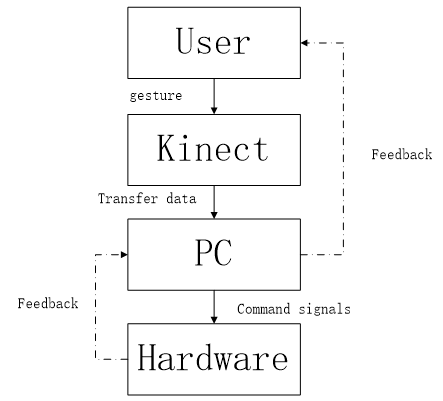 User
gesture
Kinect
Feedback
Transfer data
PC
Feedback
Command signals
Hardware